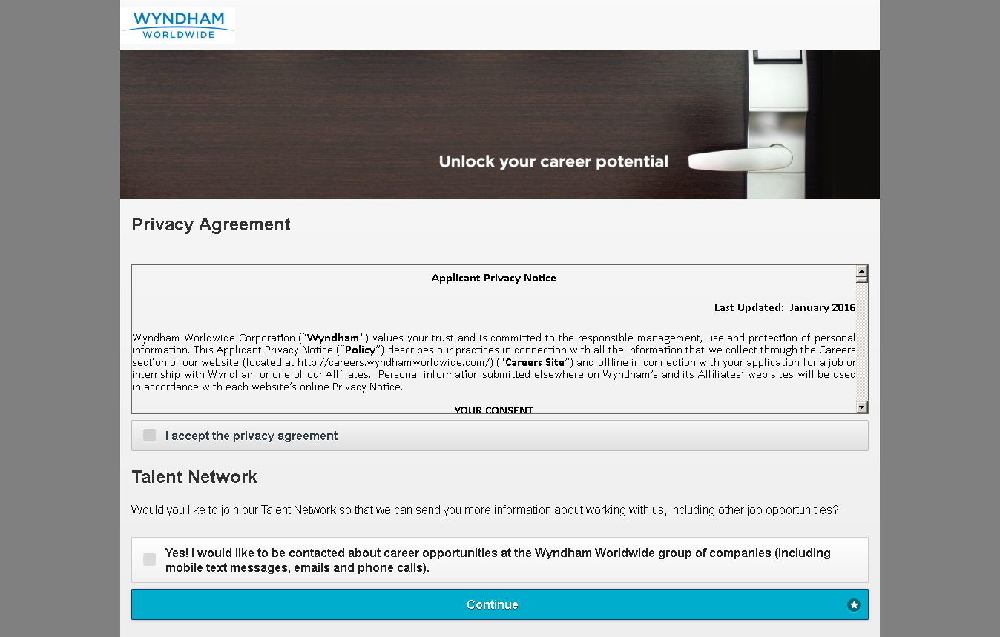 WYNDHAM
WORLDWIDE
Unlock your career potential
Privacy Agreement
Applicant Privacy Notice
Last Updated:  January 2016
Wyndham Worldwide Corporation (“Wyndham”) values your trust and is committed to the responsible management, use and protection of personal
information. This Applicant Privacy Notice (“Policy”) describes our practices in connection with all the information that we collect through the Careers
section of our website (located at http://careers.wyndhamworldwide.com/) (“Careers Site”) and offline in connection with your application for a job or
internship with Wyndham or one of our Affiliates.  Personal information submitted elsewhere on Wyndham’s and its Affiliates’ web sites will be used
in accordance with each website’s online Privacy Notice.
YOUR CONSENT
I accept the privacy agreement
Talent Network
Would you like to join our Talent Network so that we can send you more information about working with us, including other job opportunities?
Yes! I would like to be contacted about career opportunities at the Wyndham Worldwide group of companies (including
mobile text messages, emails and phone calls).
Continue